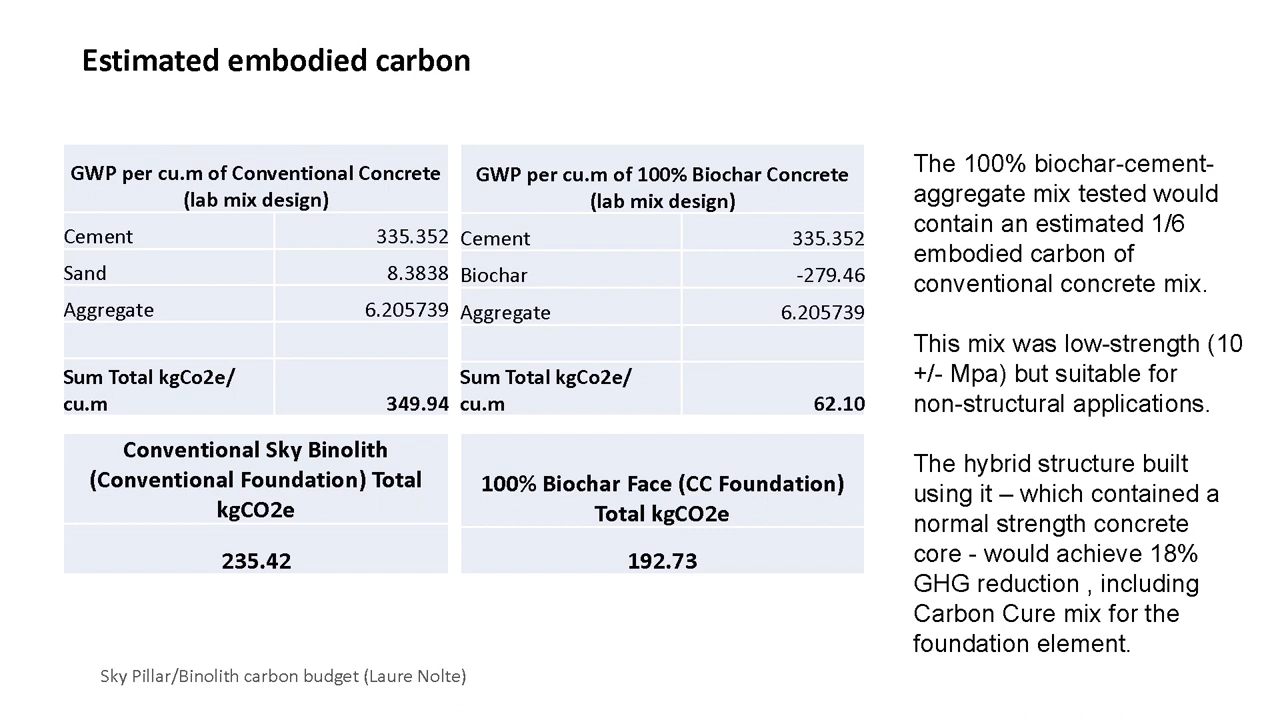 Estimated embodied carbon
GWP per cu.m of Conventional Concrete
(lab mix design)
Cement 335.352
Sand 8.3838
Aggregate 6.205739
Sum Total kgCo2e/
cu.m 349.94
GWP per cu.m of 100% Biochar Concrete
(lab mix design)
Cement 335.352
Biochar -279.46
Aggregate 6.205739
Sum Total kgCo2e/
cu.m 62.10
Conventional Sky Binolith
(Conventional Foundation) Total
kgCO2e
235.42
100% Biochar Face (CC Foundation)
Total kgCO2e
192.73
The 100% biochar-cement-
aggregate mix tested would
contain an estimated 1/6
embodied carbon of
conventional concrete mix.
This mix was low-strength (10
+/- Mpa) but suitable for
non-structural applications.
The hybrid structure built
using it – which contained a
normal strength concrete
core - would achieve 18%
GHG reduction , including
Carbon Cure mix for the
foundation element.
Sky Pillar/Binolith carbon budget (Laure Nolte)